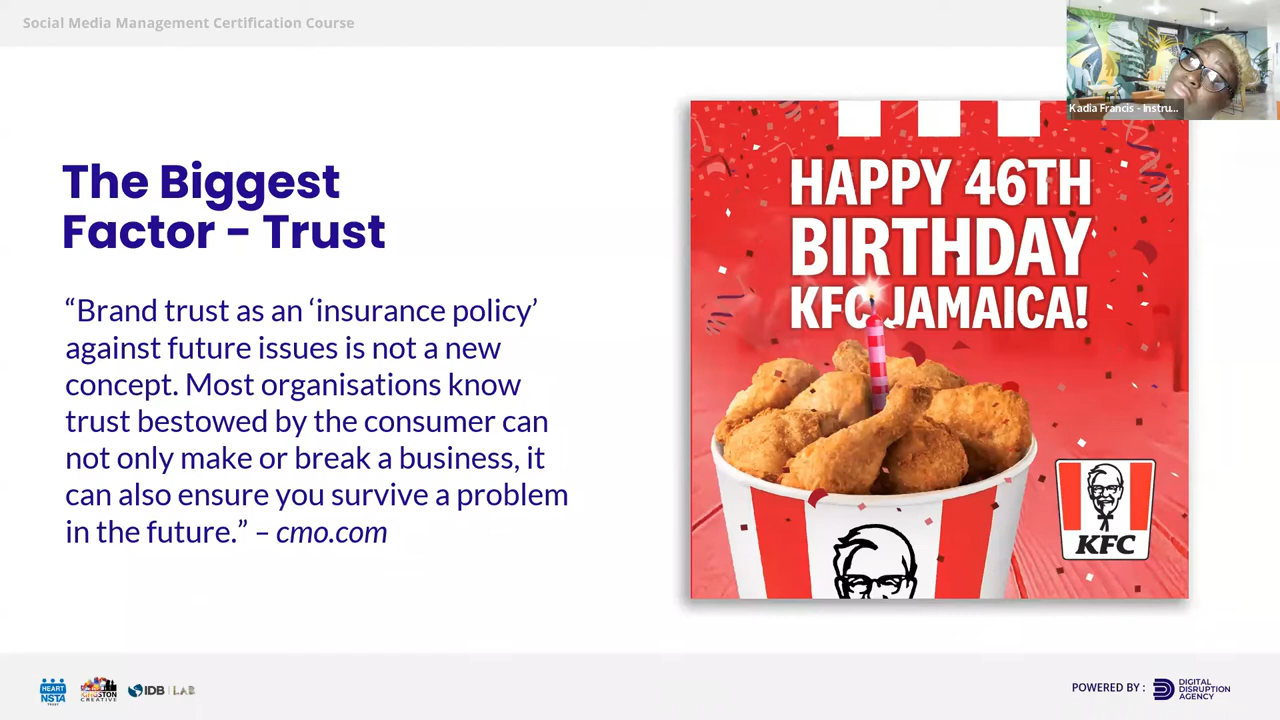 Social Media Management Certification Course
Kadia Francis - Instru...
The Biggest
Factor - Trust
“Brand trust as an ‘insurance policy’
against future issues is not a new
concept. Most organisations know
trust bestowed by the consumer can
not only make or break a business, it
can also ensure you survive a problem
in the future.” – cmo.com
HAPPY 46TH
BIRTHDAY
KFC JAMAICA!
KFC
HEART
NSTA
TRUST
KINGSTON
CREATIVE
IDB | LAB
POWERED BY :
DIGITAL
DISRUPTION
AGENCY